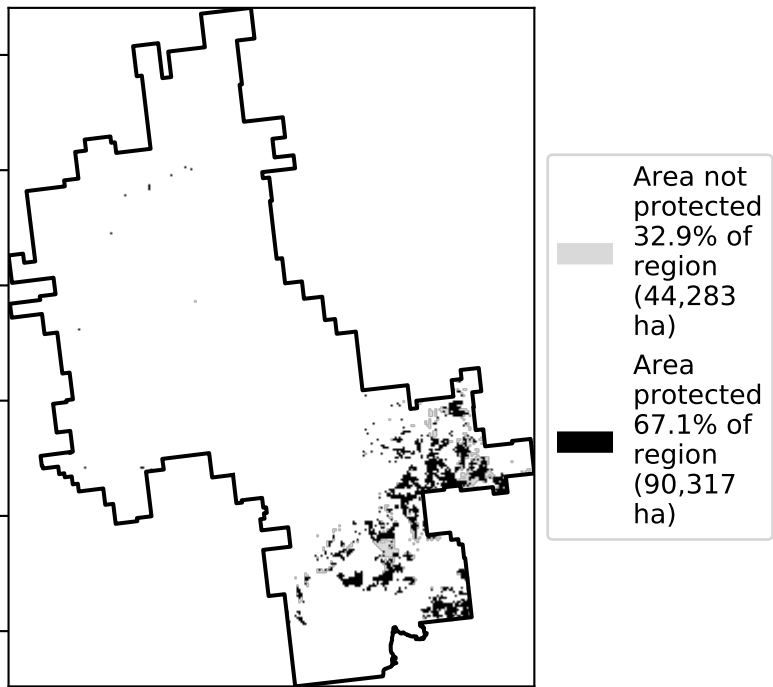 Area not
protected
32.9% of
region
(44,283
ha)
Area
protected
67.1% of
region
(90,317
ha)